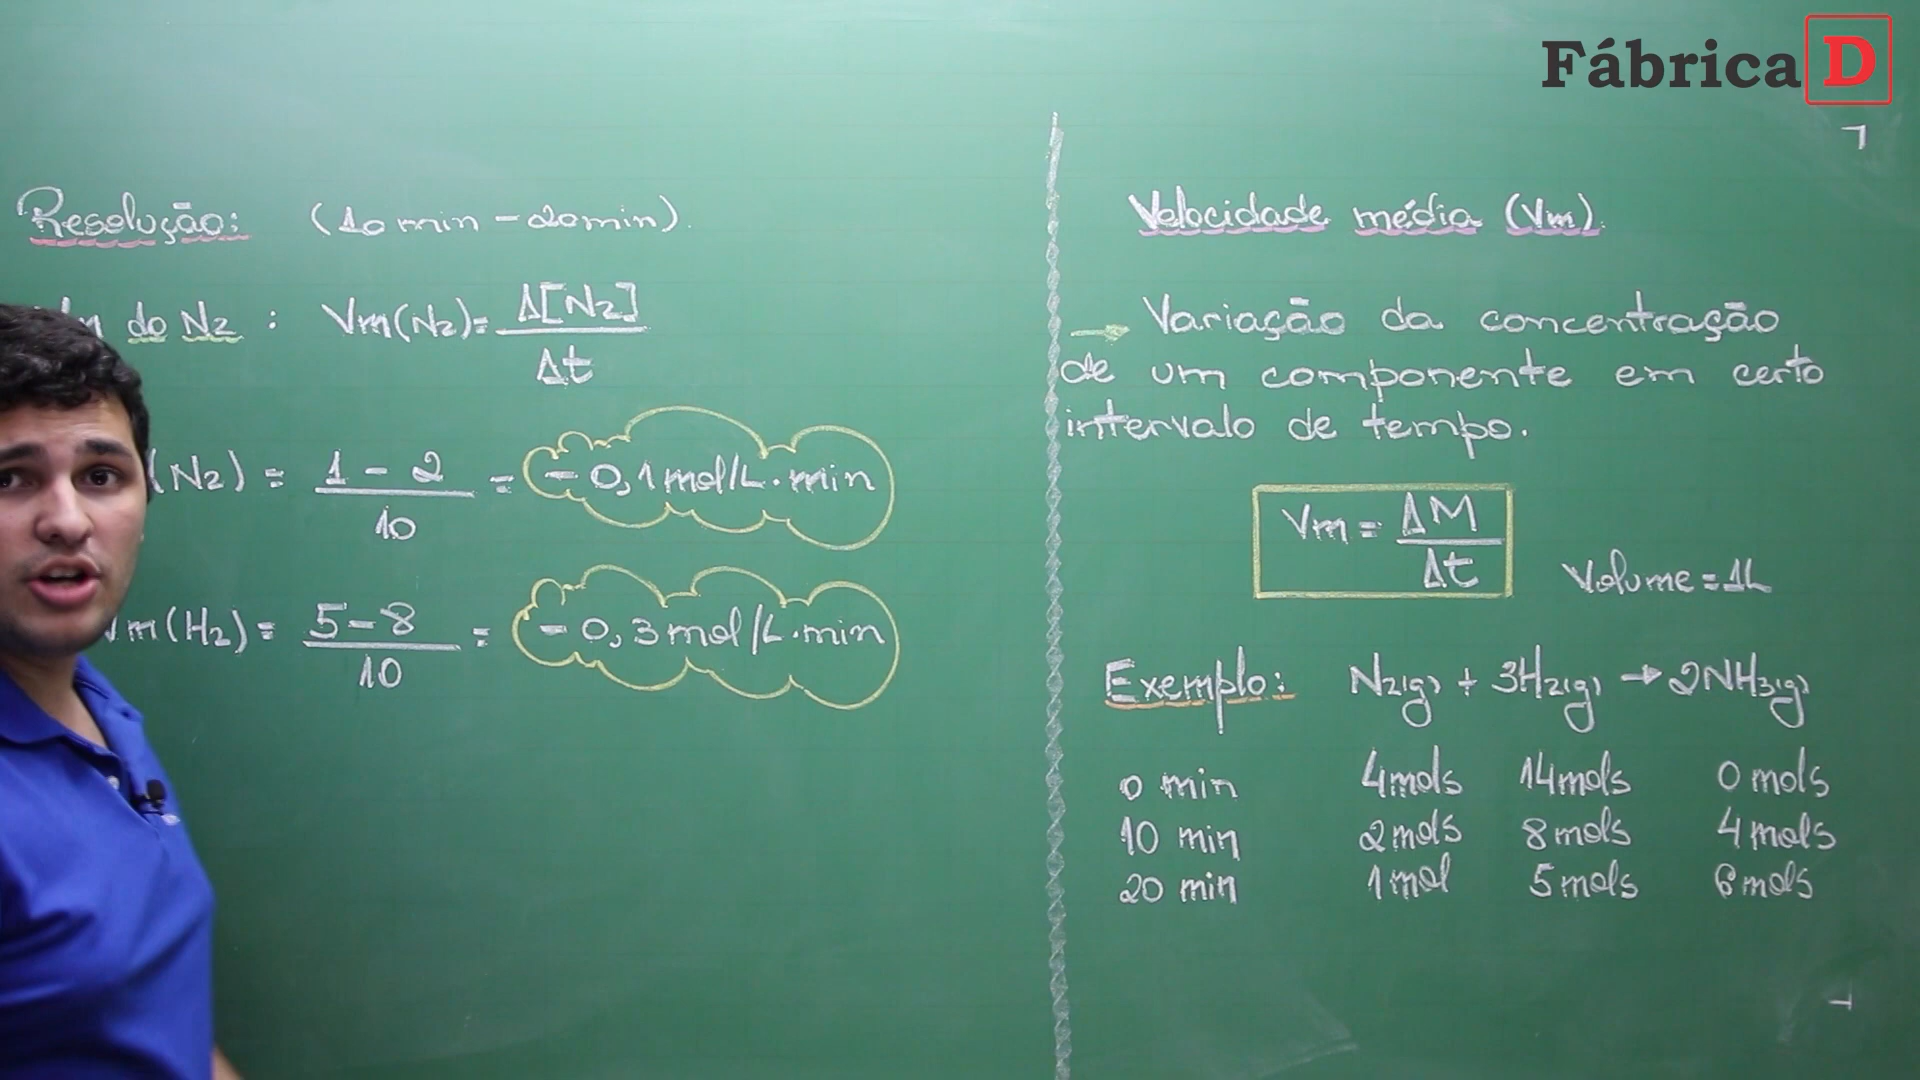 Fábrica D
Resolução: (10 min - 20 min).
do N2 : Vm(N2) = Δ[N2] / Δt
(N2) = 1 - 2 / 10 = - 0,1 mol/L . min
Vm(H2) = 5 - 8 / 10 = - 0,3 mol/L . min
Velocidade média (Vm).
→ Variação da concentração
de um componente em certo
intervalo de tempo.
Vm = ΔM / Δt
Volume = 1L
Exemplo: N2(g) + 3H2(g) → 2NH3(g)
0 min 4 mols 14 mols 0 mols
10 min 2 mols 8 mols 4 mols
20 min 1 mol 5 mols 6 mols